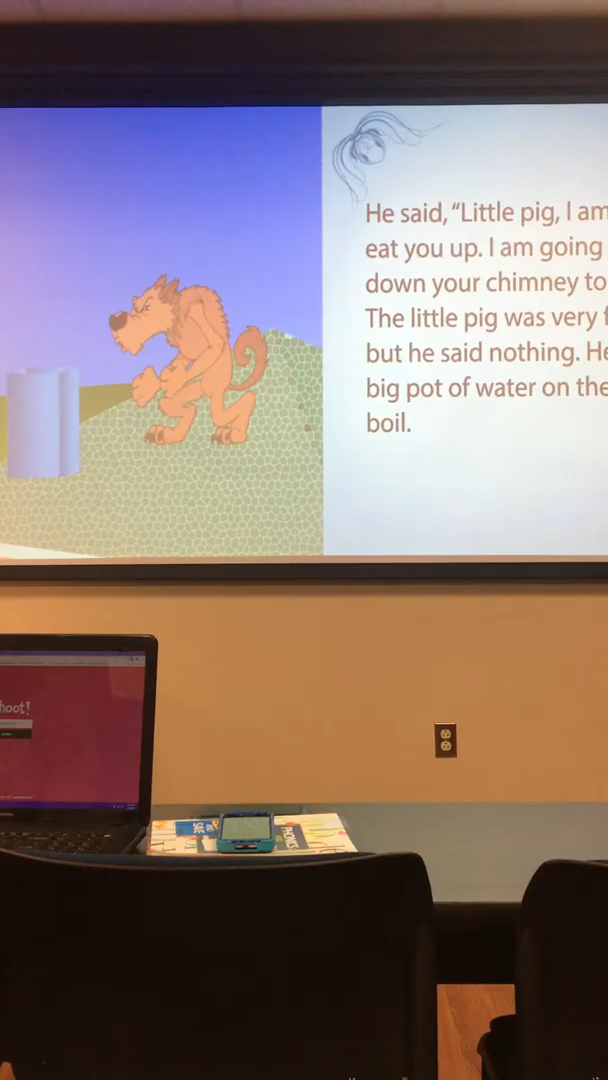 He said, “Little pig, I am
eat you up. I am going
down your chimney to
The little pig was very f
but he said nothing. He
big pot of water on the
boil.
hoot!
PHONICS